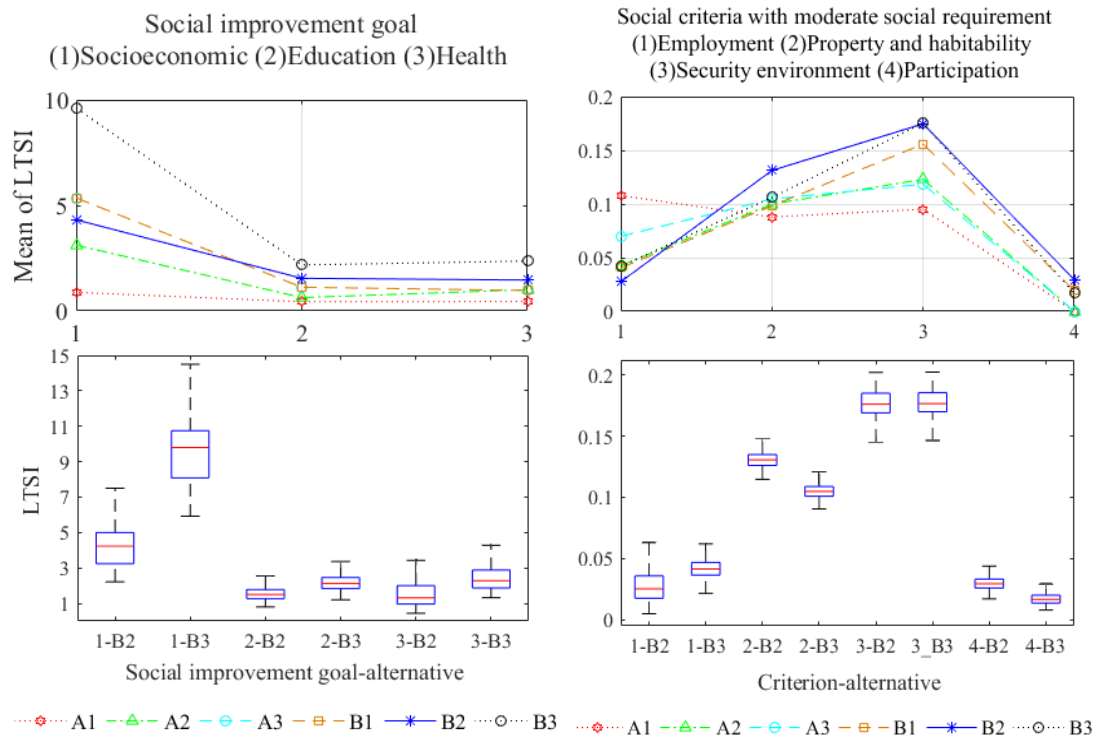 Social improvement goal
(1)Socioeconomic (2)Education (3)Health
Mean of LTSI
10
5
0
1 2 3
Social criteria with moderate social requirement
(1)Employment (2)Property and habitability
(3)Security environment (4)Participation
0.2
0.15
0.1
0.05
0
1 2 3 4
LTSI
15
13
11
9
7
5
3
1
1-B2 1-B3 2-B2 2-B3 3-B2 3-B3
Social improvement goal-alternative
0.2
0.15
0.1
0.05
0
1-B2 1-B3 2-B2 2-B3 3-B2 3_B3 4-B2 4-B3
Criterion-alternative
A1 A2 A3 B1 B2 B3
A1 A2 A3 B1 B2 B3